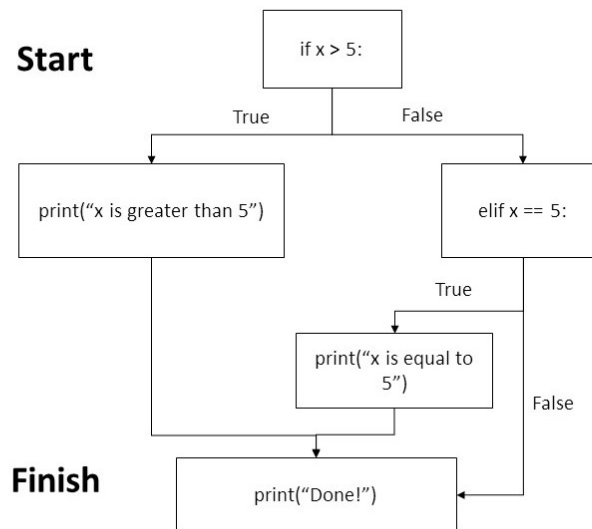 Start
if x > 5:
True
False
print(“x is greater than 5”)
elif x == 5:
True
print(“x is equal to
5”)
False
Finish
print(“Done!”)